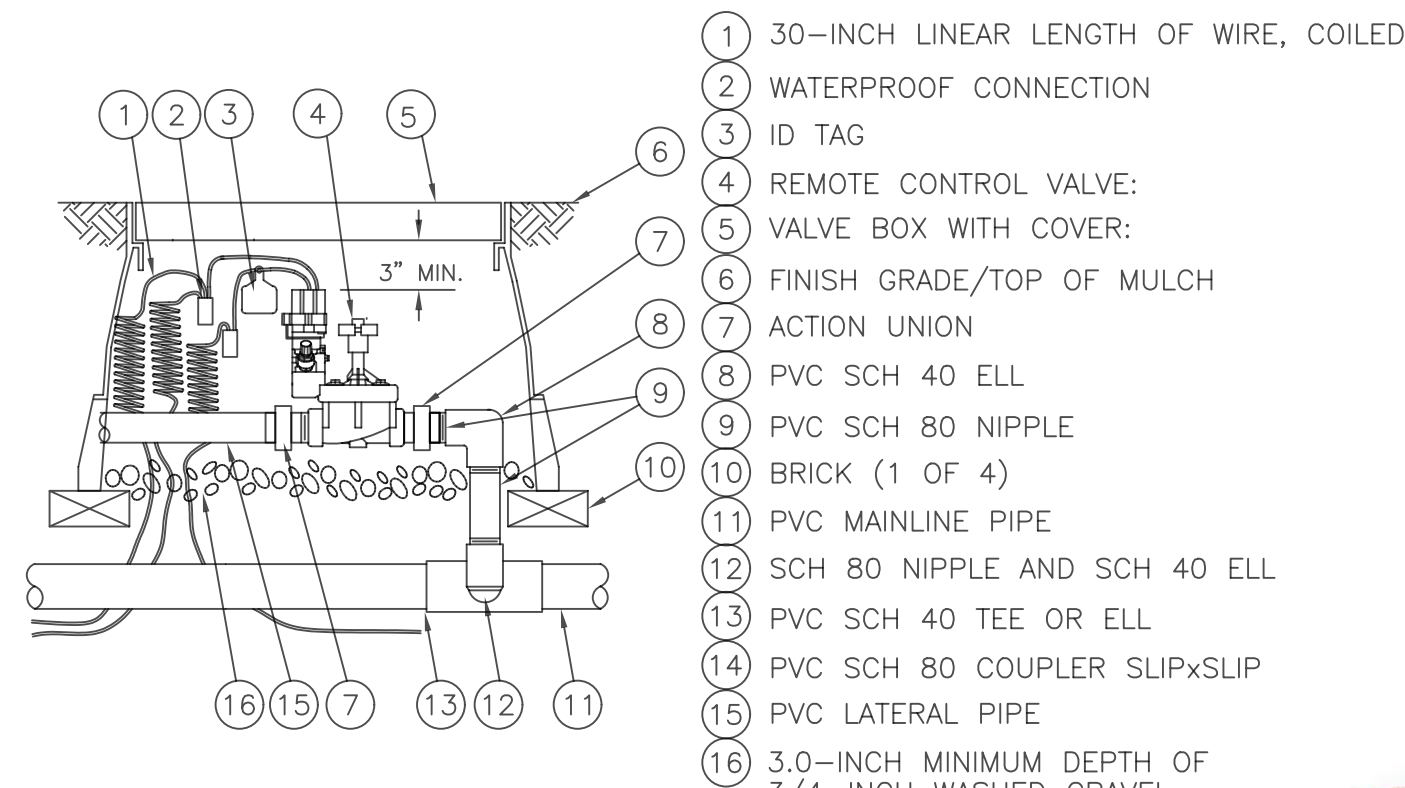 1 2 3 4 5
6
3" MIN.
7
8
9
10
16 15 7 13 12 11
1 30-INCH LINEAR LENGTH OF WIRE, COILED
2 WATERPROOF CONNECTION
3 ID TAG
4 REMOTE CONTROL VALVE:
5 VALVE BOX WITH COVER:
6 FINISH GRADE/TOP OF MULCH
7 ACTION UNION
8 PVC SCH 40 ELL
9 PVC SCH 80 NIPPLE
10 BRICK (1 OF 4)
11 PVC MAINLINE PIPE
12 SCH 80 NIPPLE AND SCH 40 ELL
13 PVC SCH 40 TEE OR ELL
14 PVC SCH 80 COUPLER SLIPxSLIP
15 PVC LATERAL PIPE
16 3.0-INCH MINIMUM DEPTH OF
3/4-INCH WASHED GRAVEL